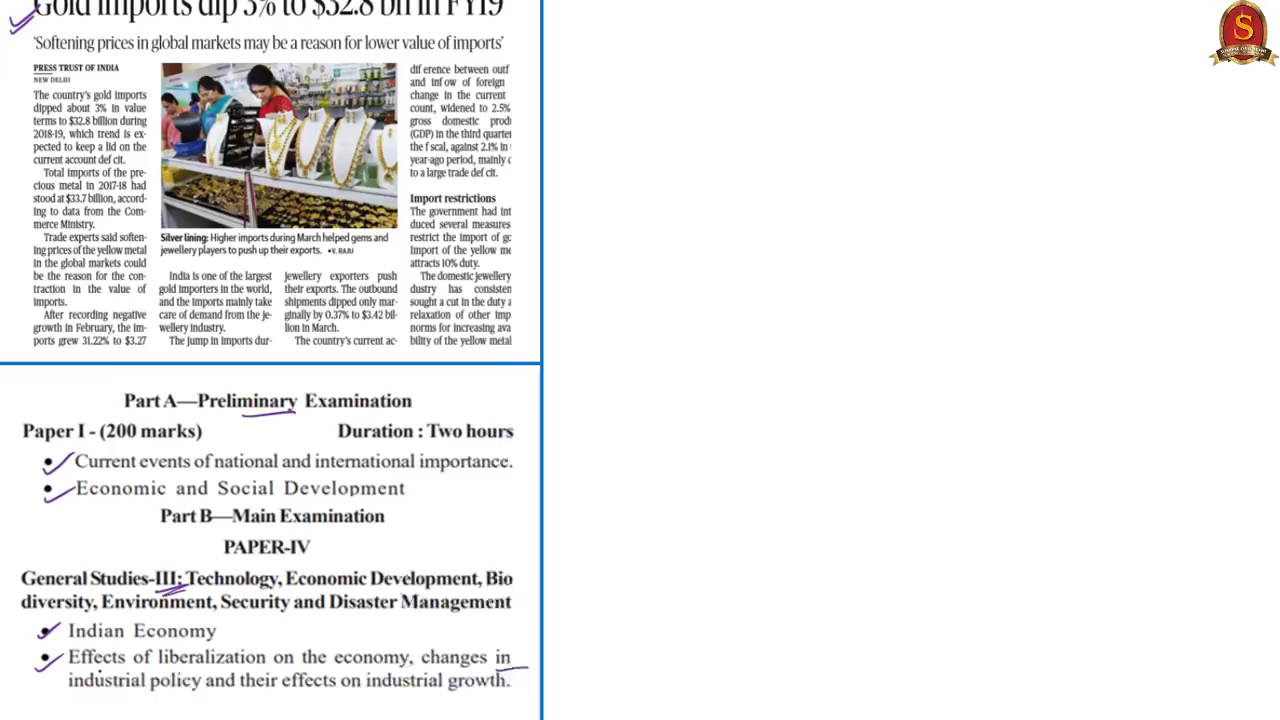 Gold imports dip 3% to $32.8 bn in FY19
'Softening prices in global markets may be a reason for lower value of imports'
PRESS TRUST OF INDIA
NEW DELHI
The country's gold imports
dipped about 3% in value
terms to $32.8 billion during
2018-19, which trend is ex-
pected to keep a lid on the
current account def cit.
Total imports of the pre-
cious metal in 2017-18 had
stood at $33.7 billion, accord-
ing to data from the Com-
merce Ministry.
Trade experts said soften-
ing prices of the yellow metal
in the global markets could
be the reason for the con-
traction in the value of
imports.
After recording negative
growth in February, the im-
ports grew 31.22% to $3.27
Silver lining: Higher imports during March helped gems and
jewellery players to push up their exports. •V. RAJU
India is one of the largest
gold importers in the world,
and the imports mainly take
care of demand from the je-
wellery industry.
The jump in imports dur-
jewellery exporters push
their exports. The outbound
shipments dipped only mar-
ginally by 0.37% to $3.42 bil-
lion in March.
The country's current ac-
dif erence between outf
and inf ow of foreign
change in the current
count, widened to 2.5%
gross domestic prod
(GDP) in the third quarter
the f scal, against 2.1% in
year-ago period, mainly
to a large trade def cit.
Import restrictions
The government had int
duced several measures
restrict the import of go
Import of the yellow me
attracts 10% duty.
The domestic jewellery
dustry has consisten
sought a cut in the duty a
relaxation of other imp
norms for increasing ava
bility of the yellow metal
Part A—Preliminary Examination
Paper I - (200 marks) Duration : Two hours
• Current events of national and international importance.
• Economic and Social Development
Part B—Main Examination
PAPER-IV
General Studies-III: Technology, Economic Development, Bio
diversity, Environment, Security and Disaster Management
• Indian Economy
• Effects of liberalization on the economy, changes in
industrial policy and their effects on industrial growth.
S